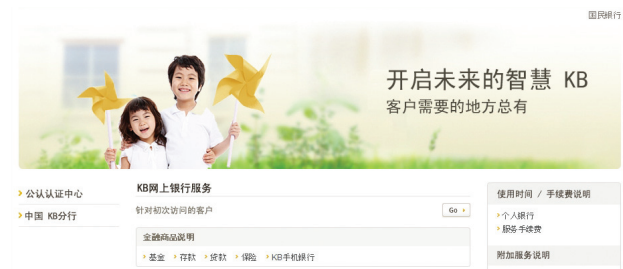 国民銀行
开启未来的智慧 KB
客户需要的地方总有
公认认证中心
中国 KB分行
KB网上银行服务
针对初次访问的客户
Go
金融商品说明
基金
存款
贷款
保险
KB手机銀行
使用时间 / 手续费说明
个人銀行
服务手续费
附加服务说明